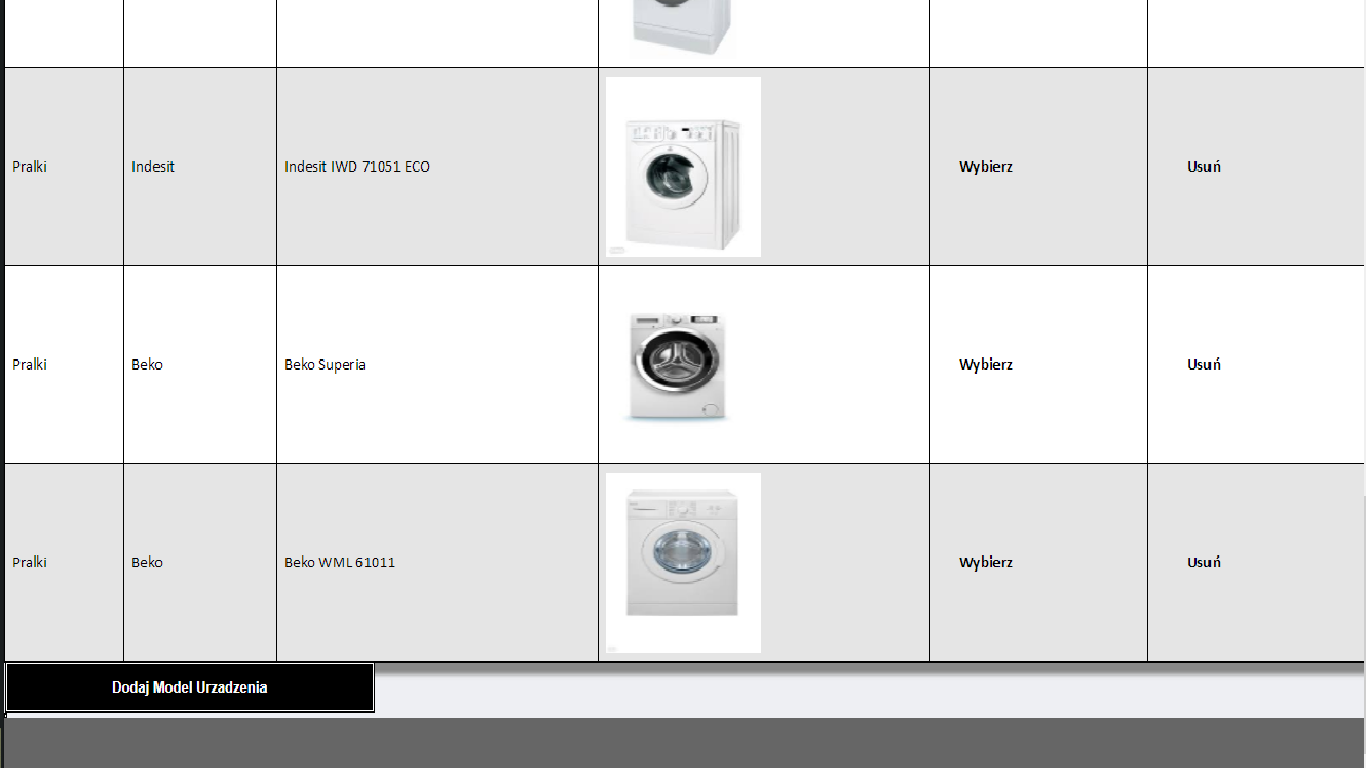 Pralki Indesit Indesit IWD 71051 ECO Wybierz Usuń
Pralki Beko Beko Superia Wybierz Usuń
Pralki Beko Beko WML 61011 Wybierz Usuń
Dodaj Model Urzadzenia